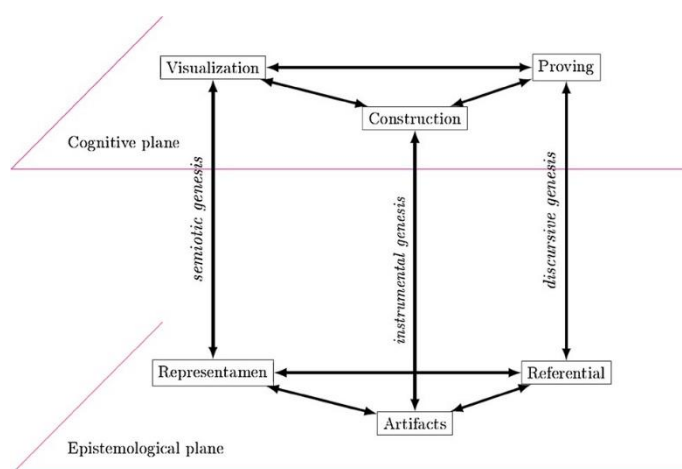 Visualization
Proving
Construction
Cognitive plane
semiotic genesis
instrumental genesis
discursive genesis
Representamen
Referential
Artifacts
Epistemological plane